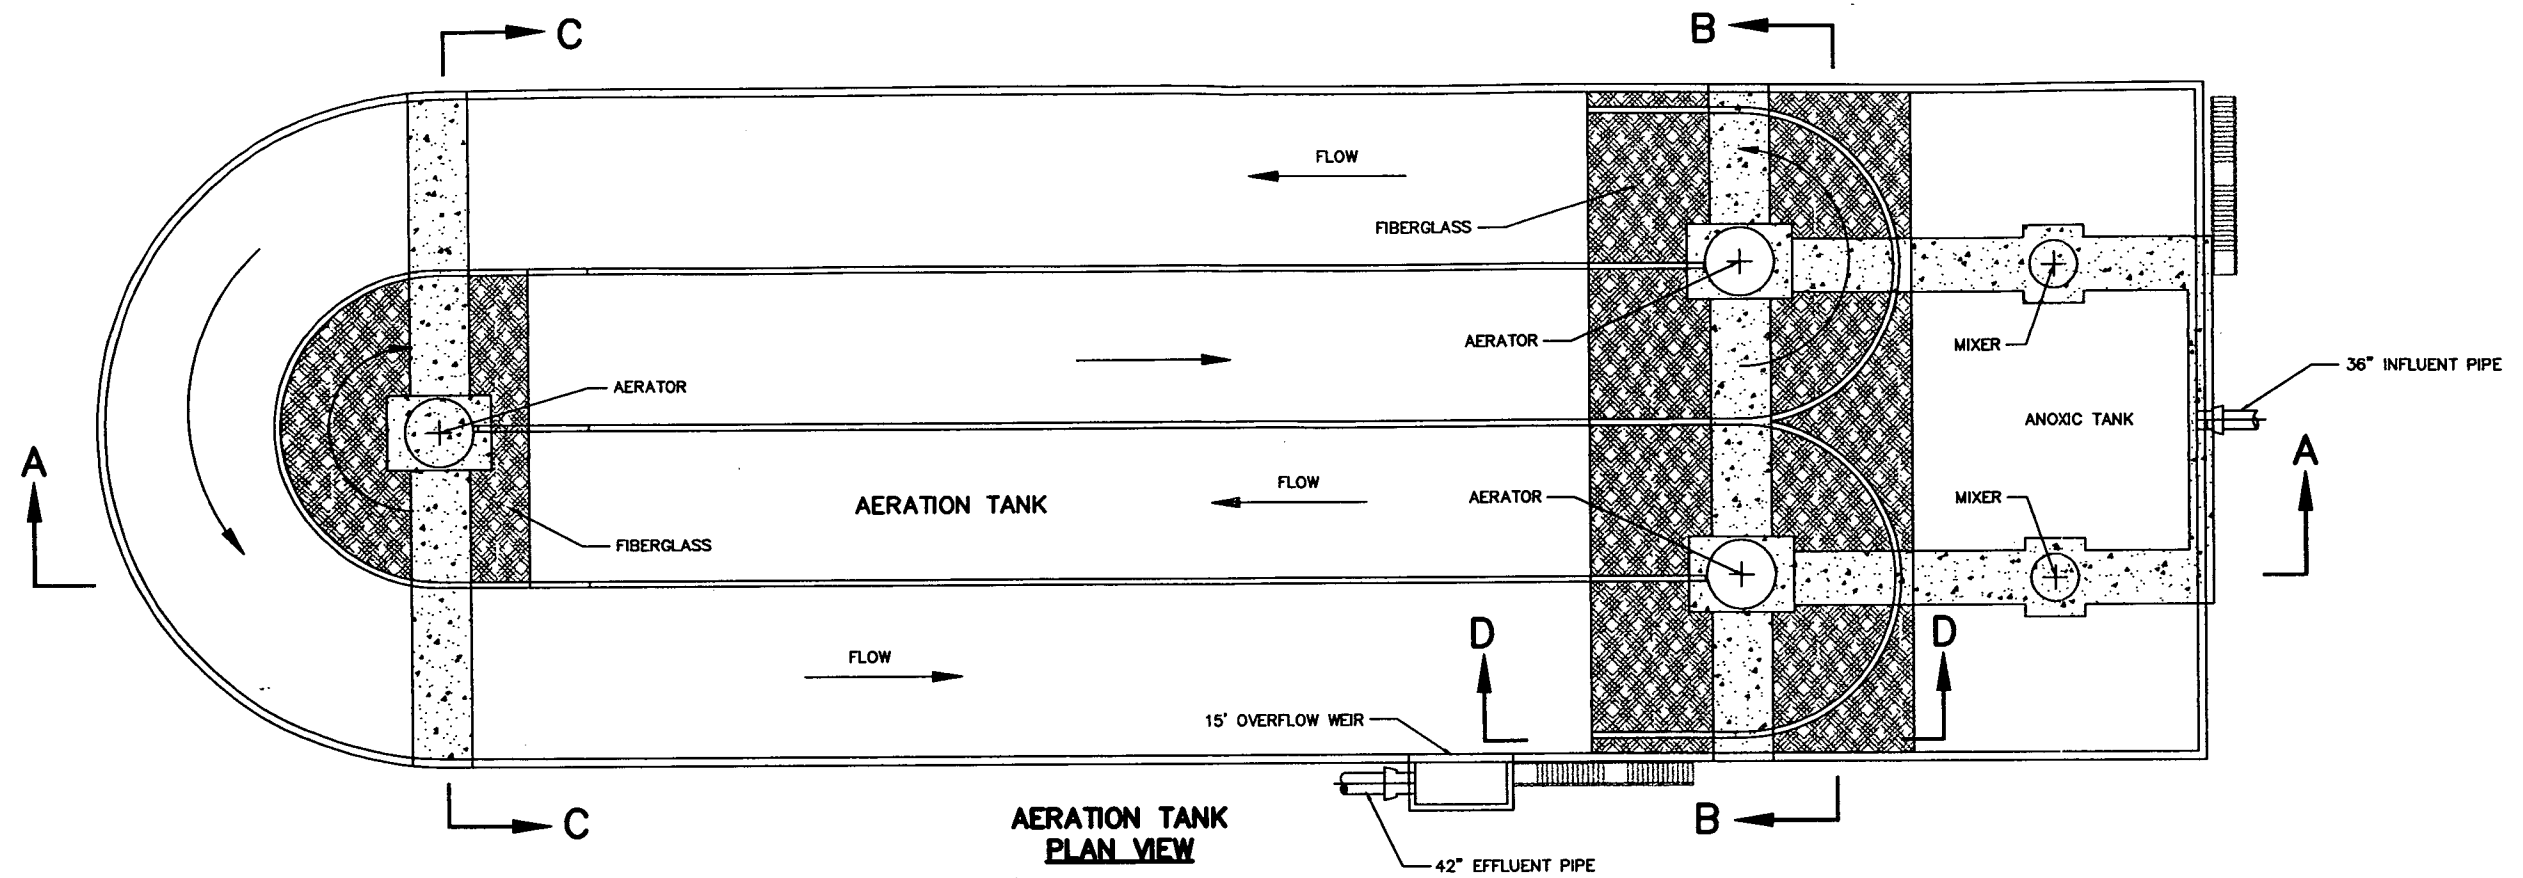 C
B
FLOW
FIBERGLASS
AERATOR
MIXER
36" INFLUENT PIPE
AERATOR
ANOXIC TANK
A
A
FLOW
AERATOR
MIXER
AERATION TANK
FIBERGLASS
D
D
FLOW
15' OVERFLOW WEIR
C
AERATION TANK
B
PLAN VIEW
42" EFFLUENT PIPE